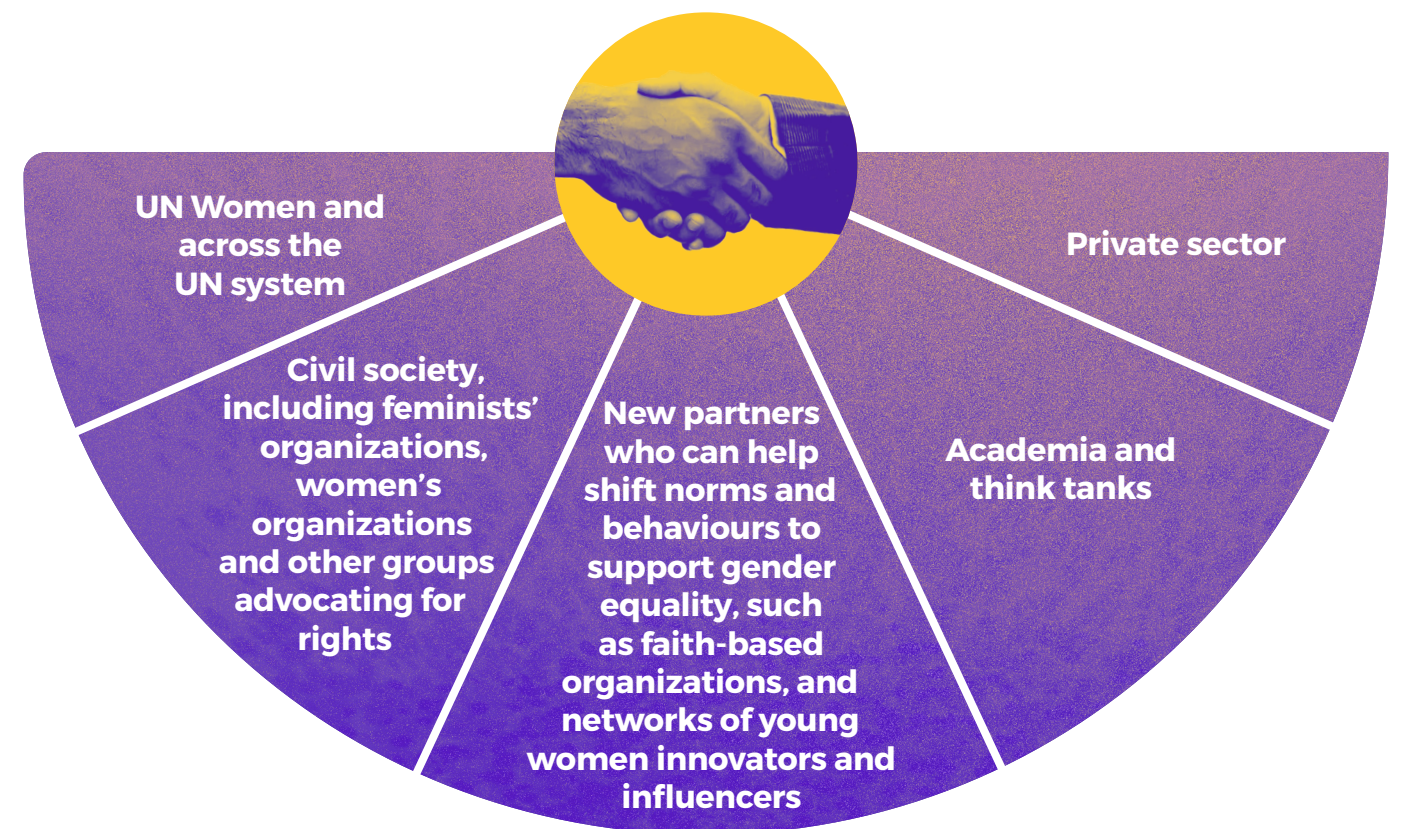 UN Women and
across the
UN system
Civil society,
including feminists’
organizations,
women’s
organizations
and other groups
advocating for
rights
New partners
who can help
shift norms and
behaviours to
support gender
equality, such
as faith-based
organizations, and
networks of young
women innovators and
influencers
Academia and
think tanks
Private sector